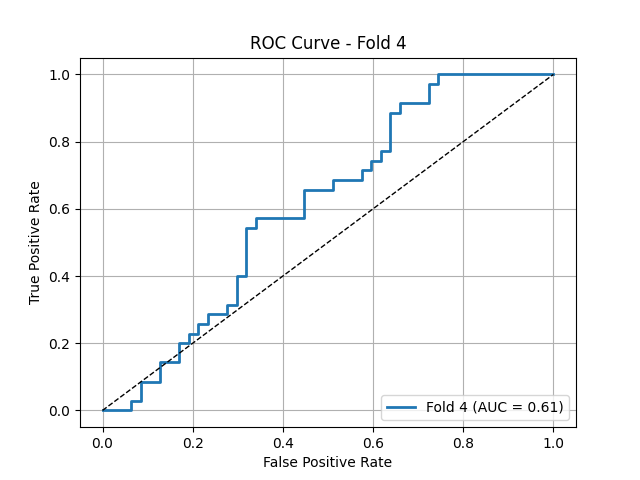 ROC Curve - Fold 4
True Positive Rate
1.0
0.8
0.6
0.4
0.2
0.0
Fold 4 (AUC = 0.61)
0.0 0.2 0.4 0.6 0.8 1.0
False Positive Rate